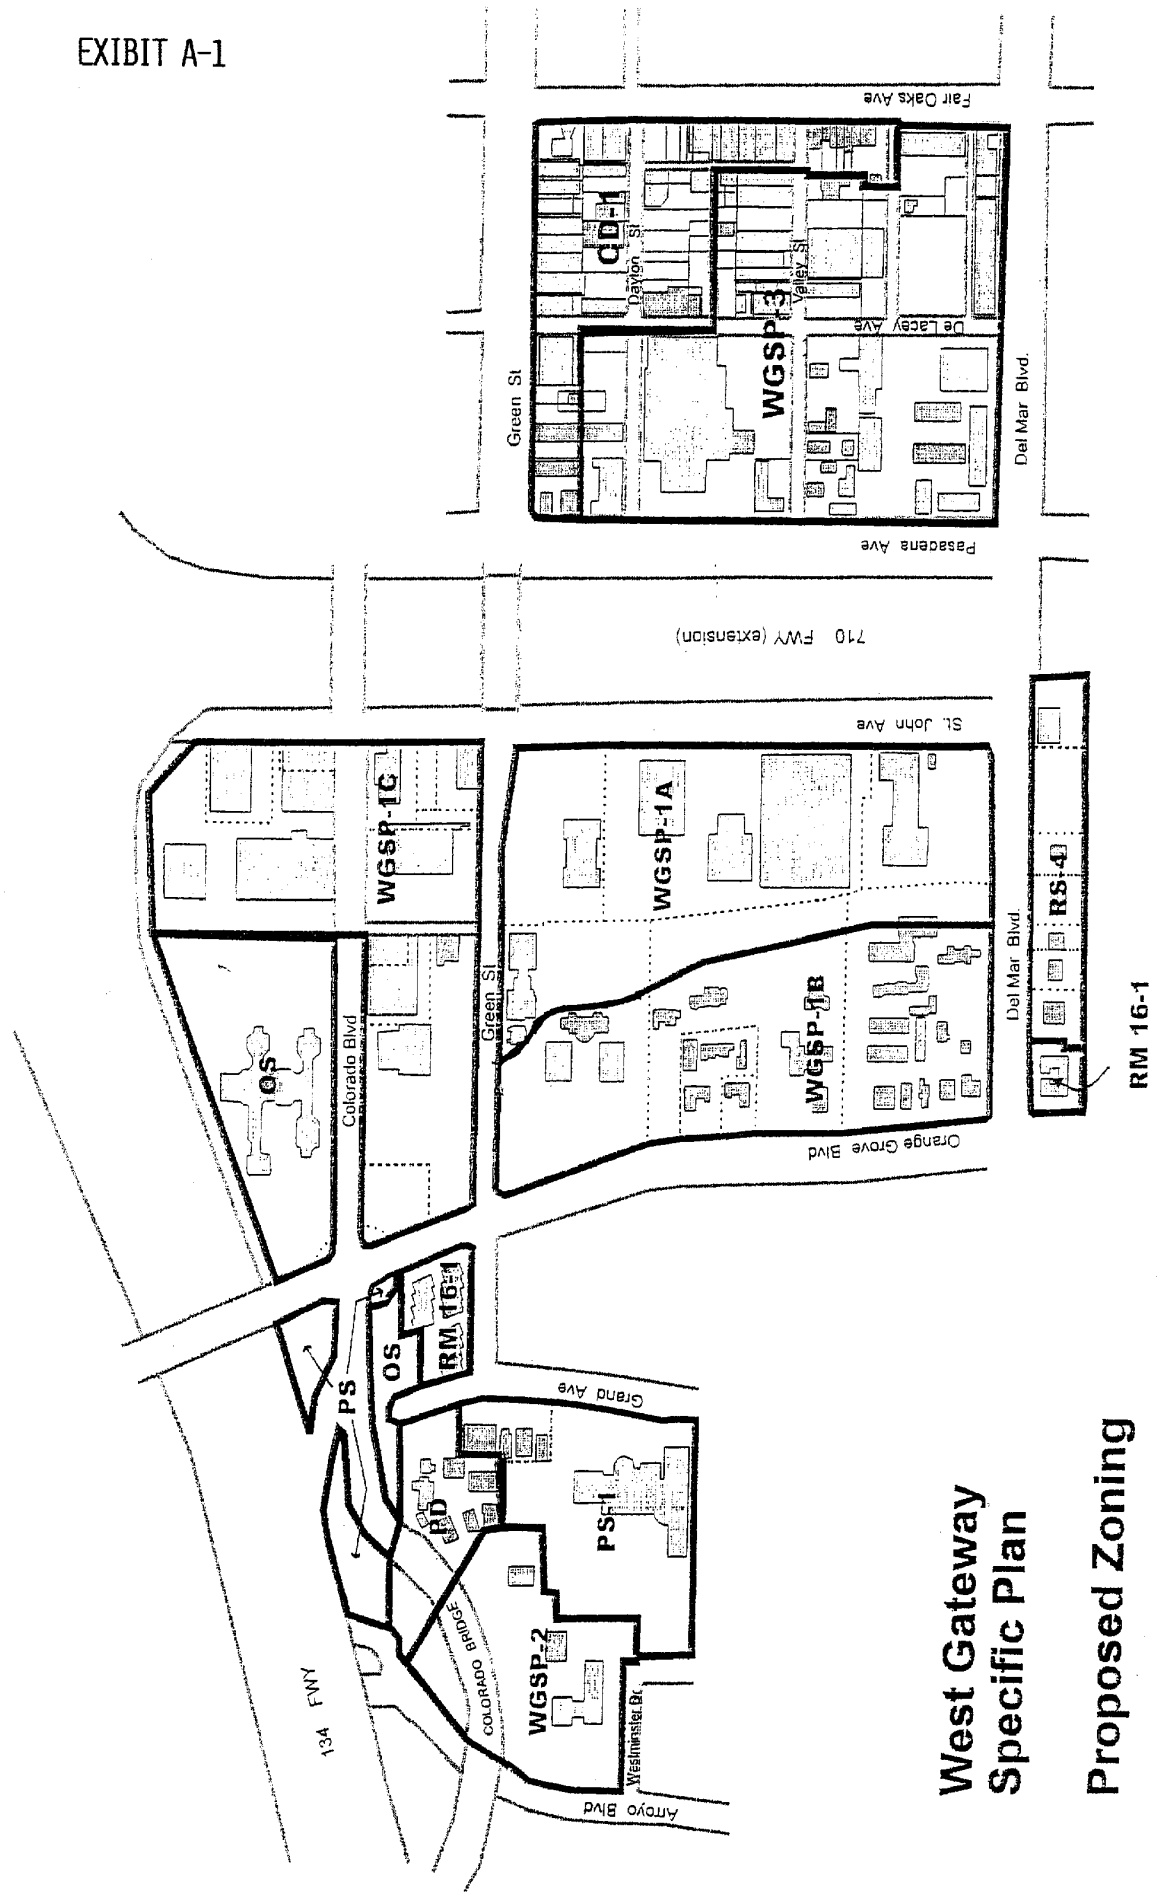 EXIBIT A-1
Fair Oaks Ave
CD-1
Dayton St
Valley St
WGSP-3
De Lacey Ave
Green St
Del Mar Blvd.
Pasadena Ave
710 FWY (extension)
St. John Ave
WGSP-1C
WGSP-1A
RS-4
Del Mar Blvd.
Green St
WGSP-1B
OS
Colorado Blvd
RM 16-1
Orange Grove Blvd
RM 16-1
OS
PS
Grand Ave
PD
PS-1
COLORADO BRIDGE
WGSP-2
134 FWY
Westminster Dr.
Arroyo Blvd
West Gateway
Specific Plan
Proposed Zoning